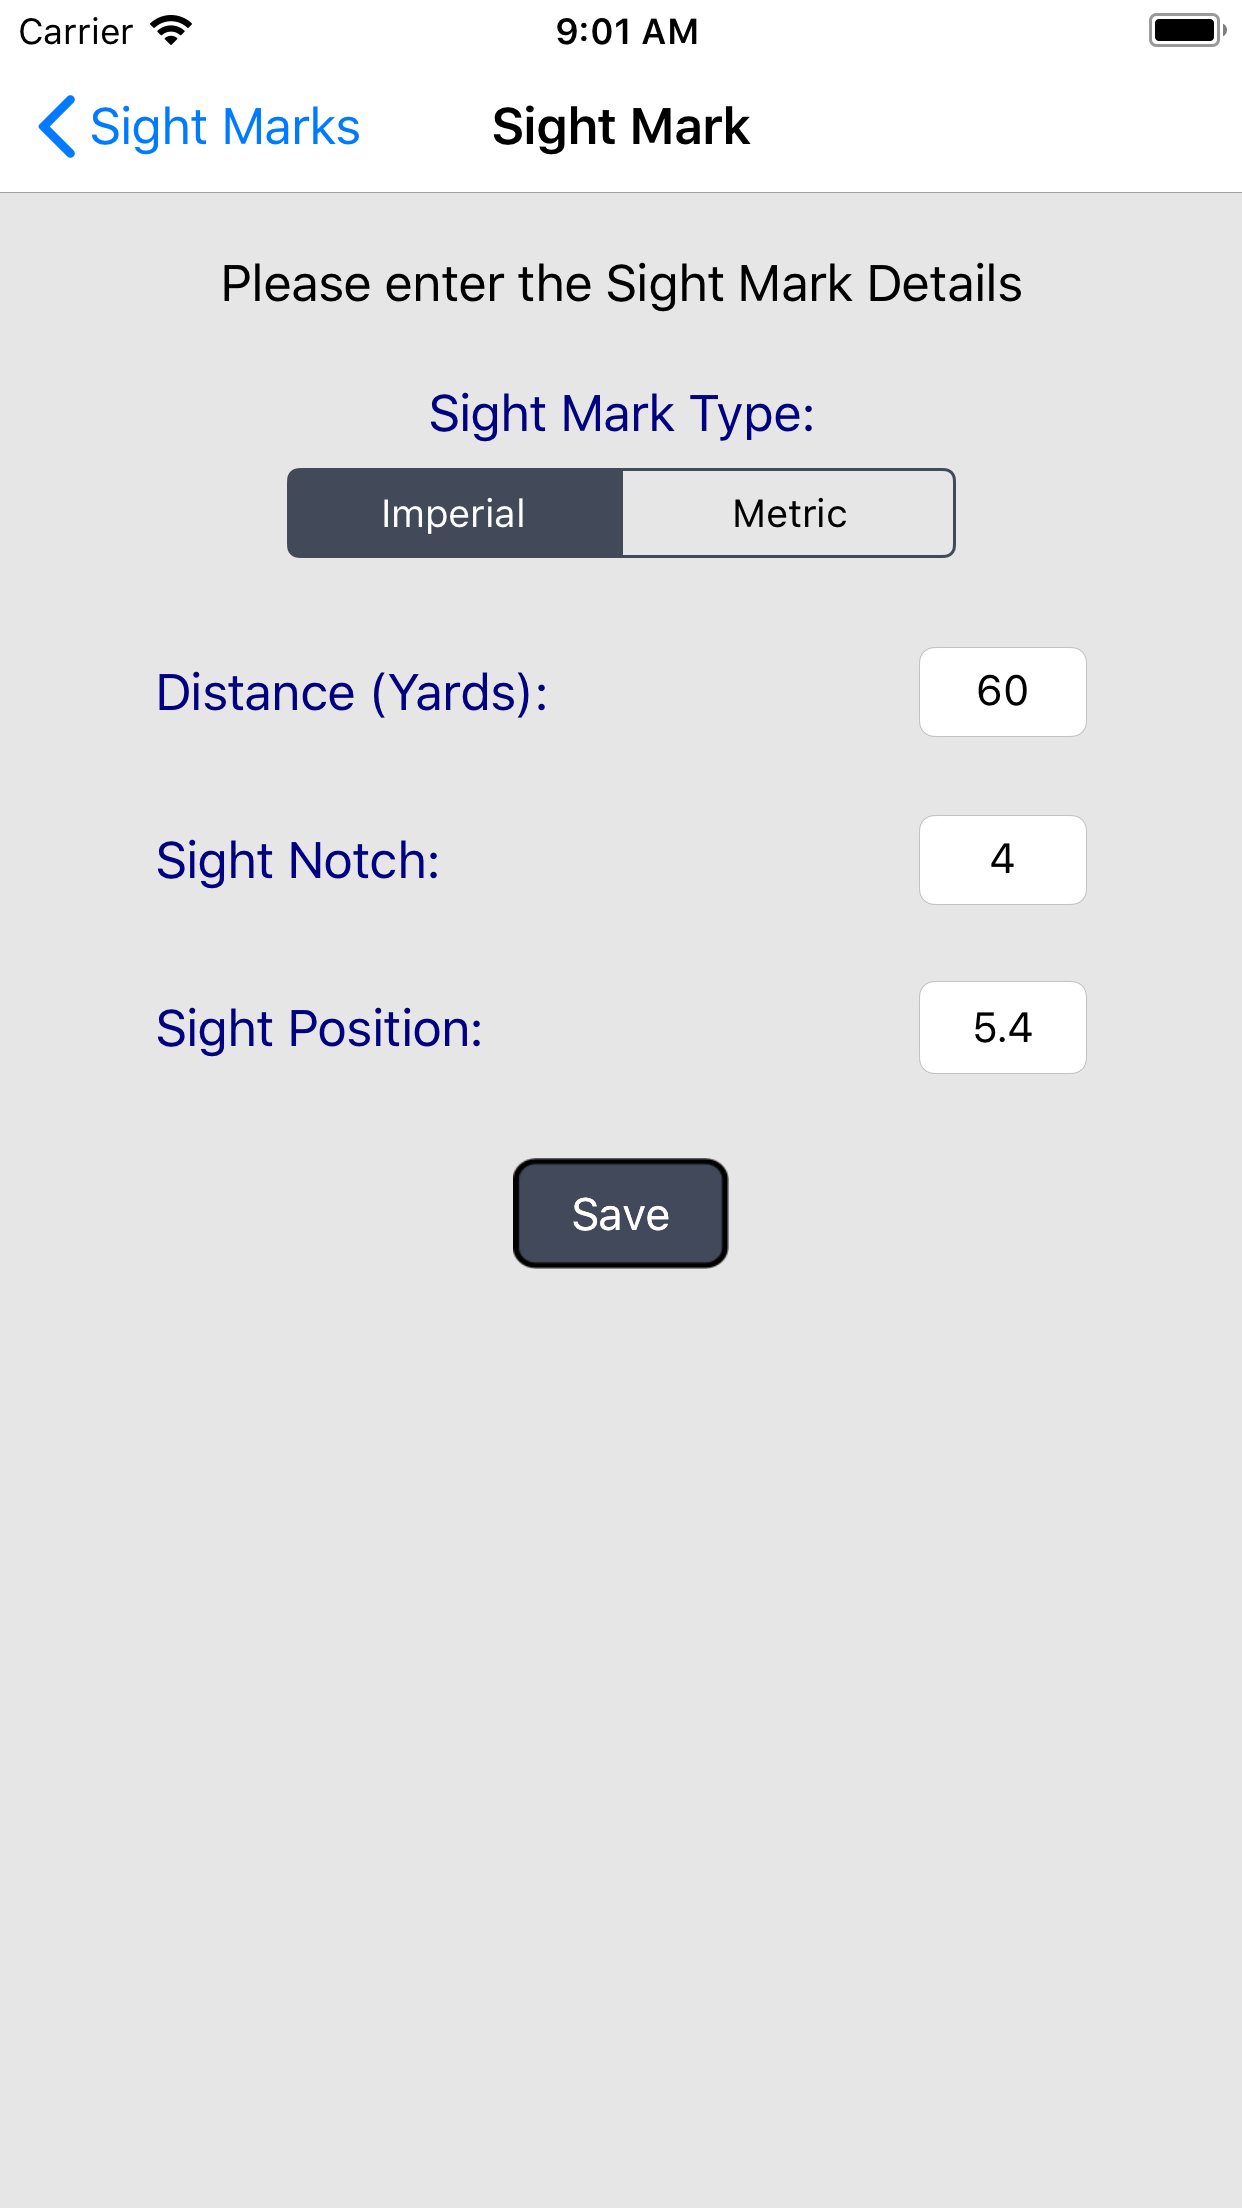 Carrier 9:01 AM
Sight Marks Sight Mark
Please enter the Sight Mark Details
Sight Mark Type:
Imperial Metric
Distance (Yards): 60
Sight Notch: 4
Sight Position: 5.4
Save